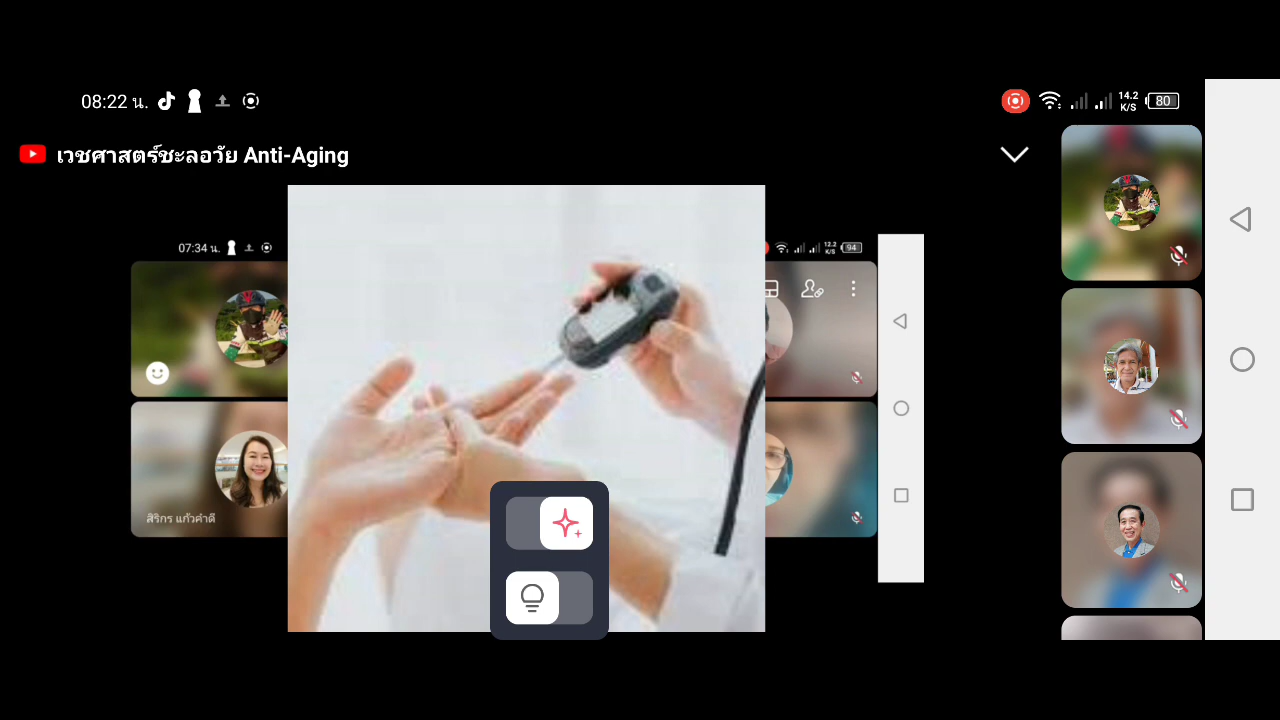 08:22 น.
14.2
K/S
80
เวชศาสตร์ชะลอวัย Anti-Aging
07:34 น.
12.2
K/S
94
สิริกร แก้วคำดี